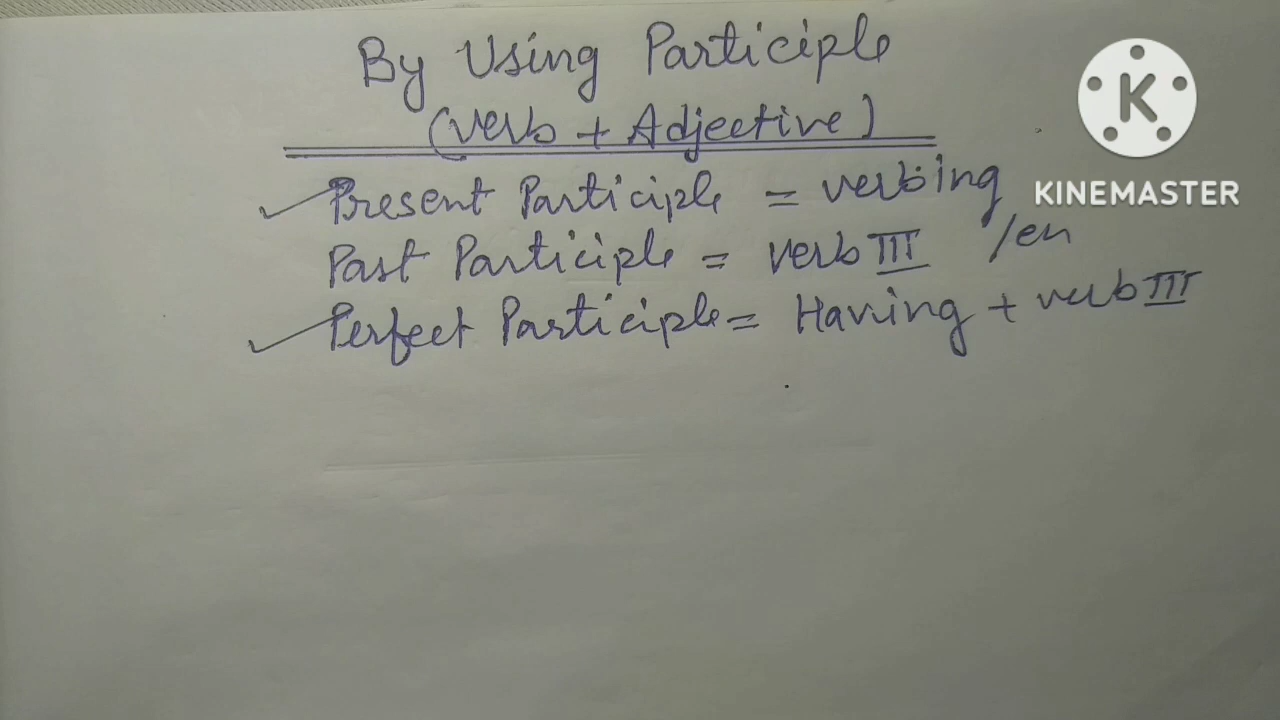 By Using Participle
(verb + Adjective)
Present Participle = verbing
Past Participle = verb III /en
Perfect Participle = Having + verb III
K
KINEMASTER